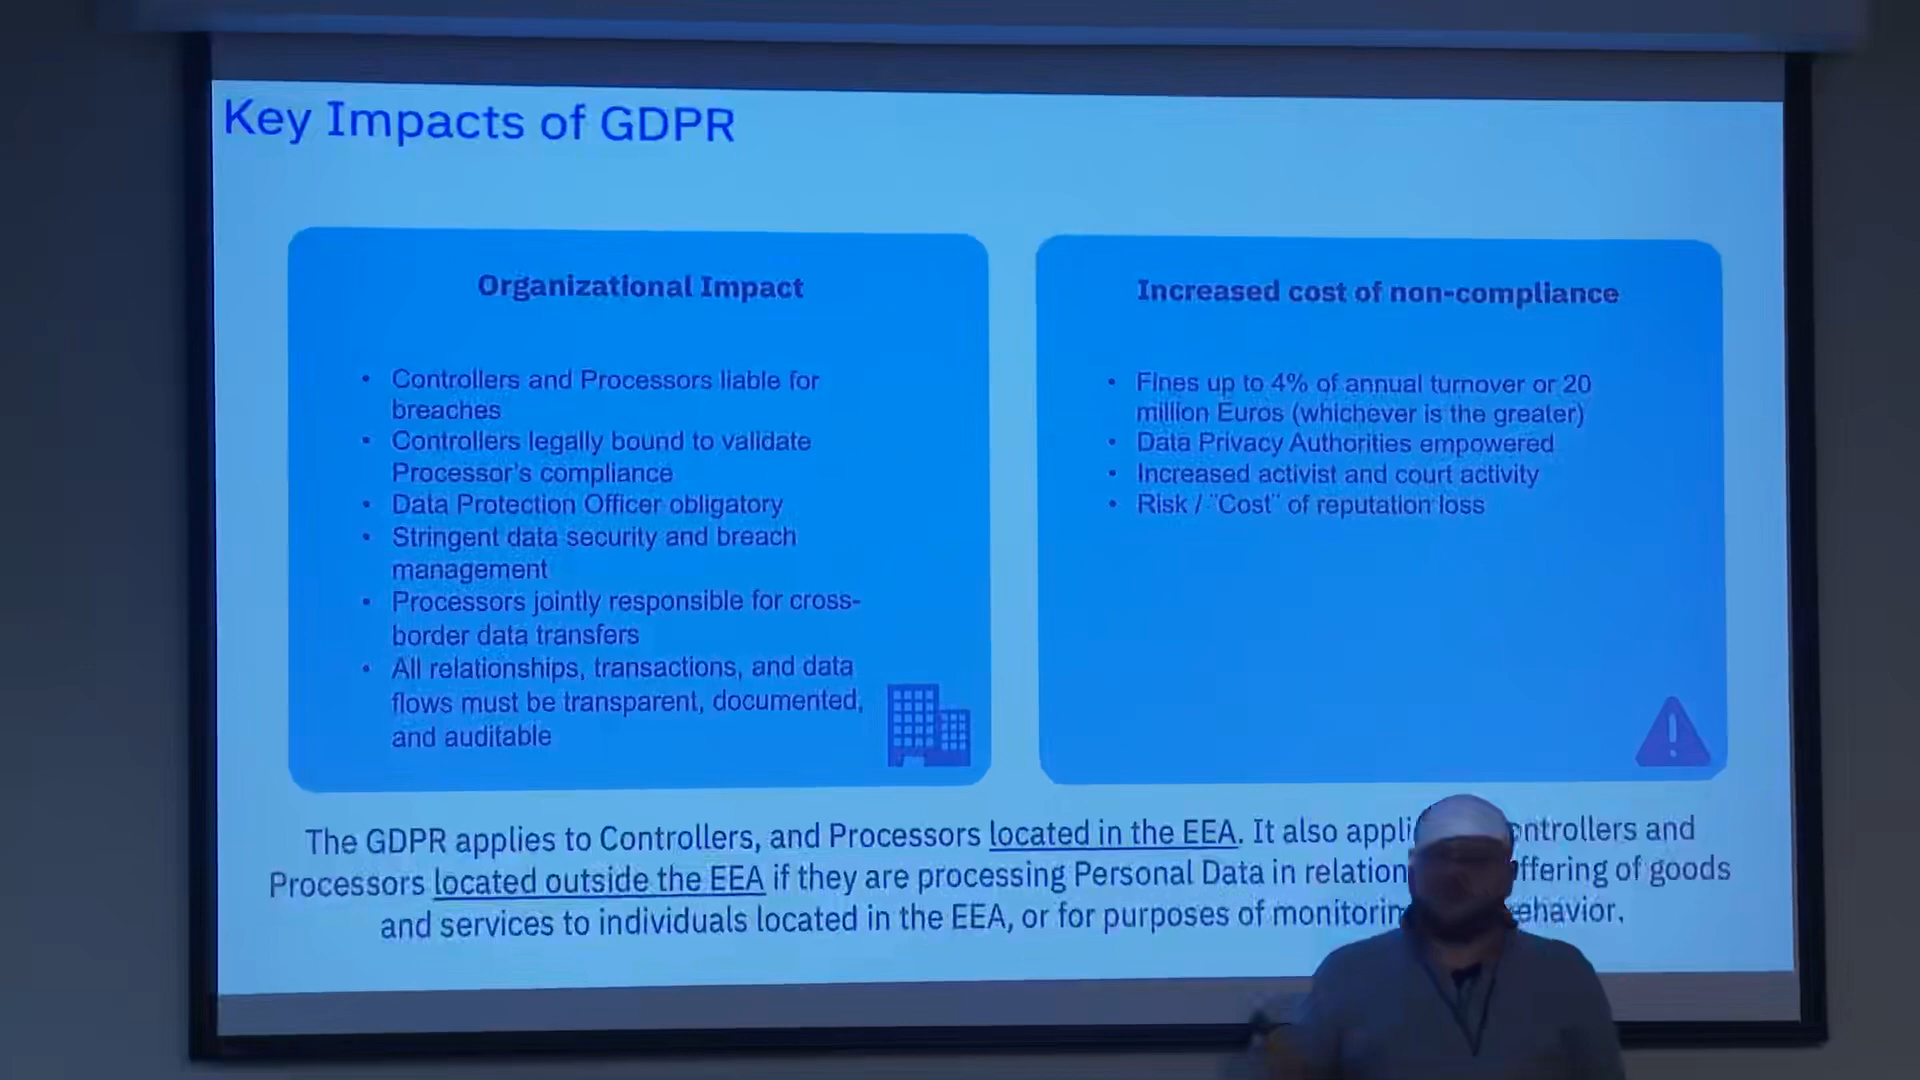 Key Impacts of GDPR
Organizational Impact
• Controllers and Processors liable for
breaches
• Controllers legally bound to validate
Processor's compliance
• Data Protection Officer obligatory
• Stringent data security and breach
management
• Processors jointly responsible for cross-
border data transfers
• All relationships, transactions, and data
flows must be transparent, documented,
and auditable
Increased cost of non-compliance
• Fines up to 4% of annual turnover or 20
million Euros (whichever is the greater)
• Data Privacy Authorities empowered
• Increased activist and court activity
• Risk / "Cost" of reputation loss
The GDPR applies to Controllers, and Processors located in the EEA. It also and
Processors located outside the EEA if they are processing Personal Data in of goods
and services to individuals located in the EEA, or for purposes of